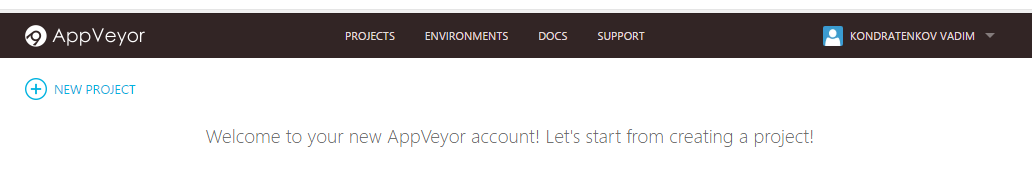 AppVeyor PROJECTS ENVIRONMENTS DOCS SUPPORT KONDRATENKOV VADIM
NEW PROJECT
Welcome to your new AppVeyor account! Let's start from creating a project!